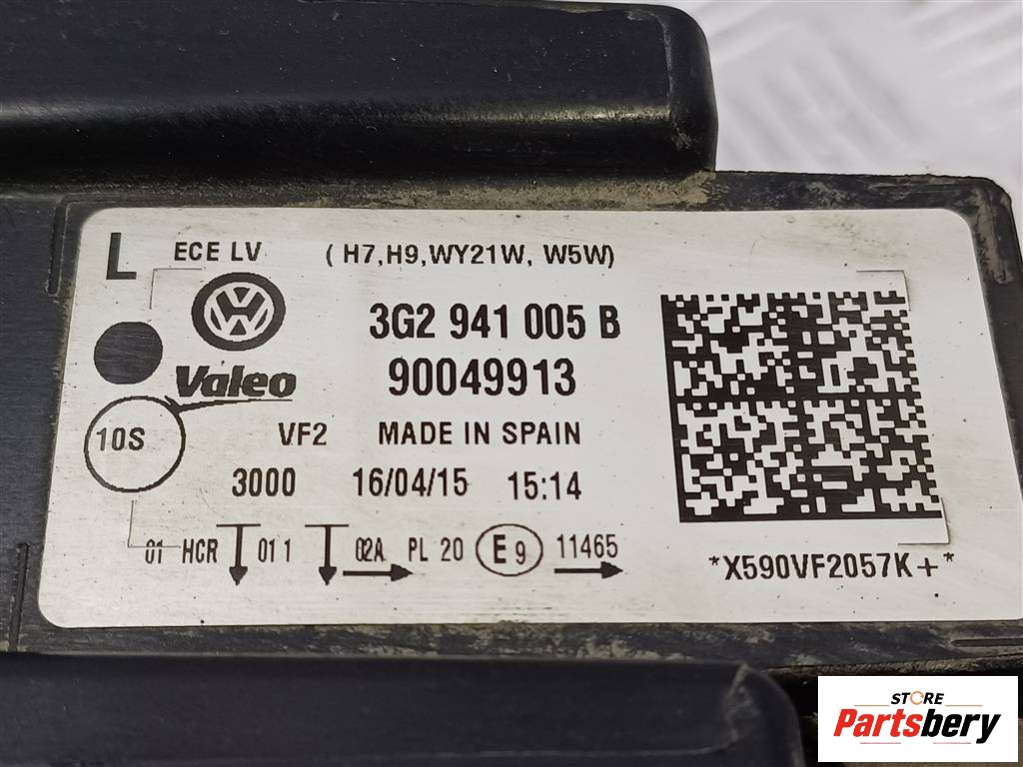 L ECE LV (H7,H9,WY21W, W5W)
3G2 941 005 B
Valeo 90049913
10S VF2 MADE IN SPAIN
3000 16/04/15 15:14
01 HCR 01 1 02A PL 20 E9 11465
*X590VF2057K+*
STORE
Partsbery